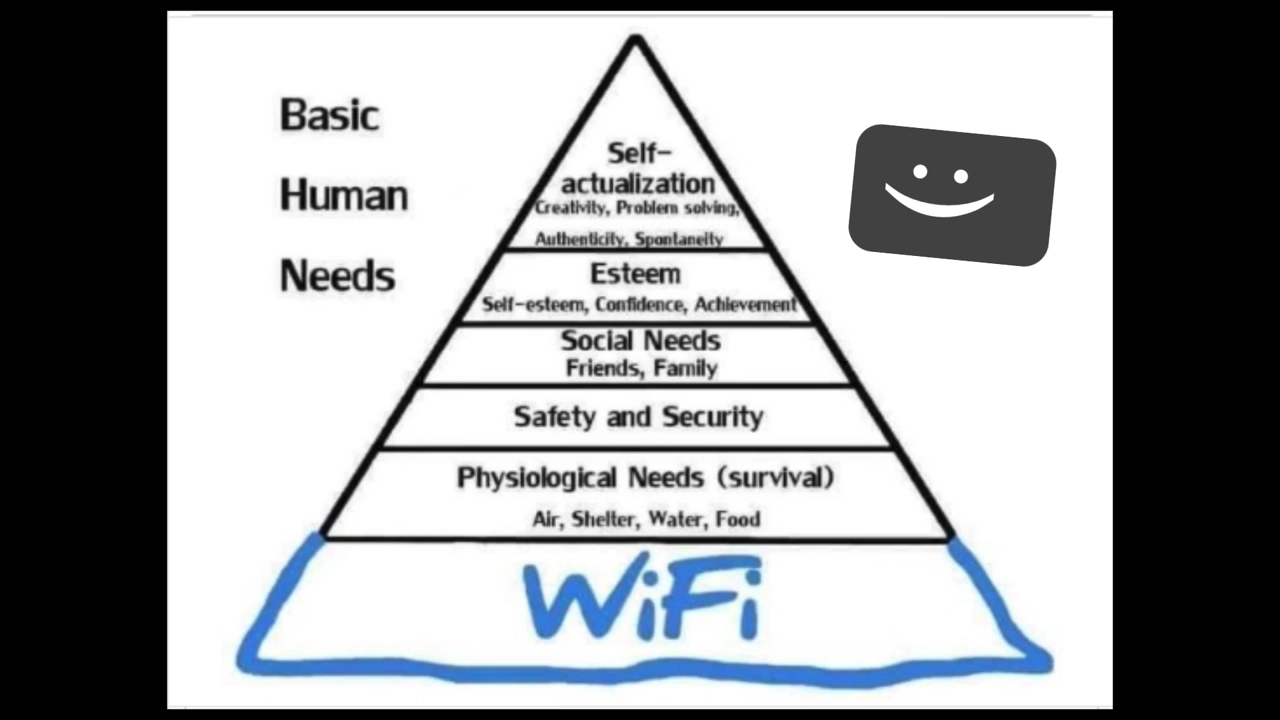 Basic
Human
Needs
Self-
actualization
Creativity, Problem solving,
Authenticity, Spontaneity
Esteem
Self-esteem, Confidence, Achievement
Social Needs
Friends, Family
Safety and Security
Physiological Needs (survival)
Air, Shelter, Water, Food
WiFi